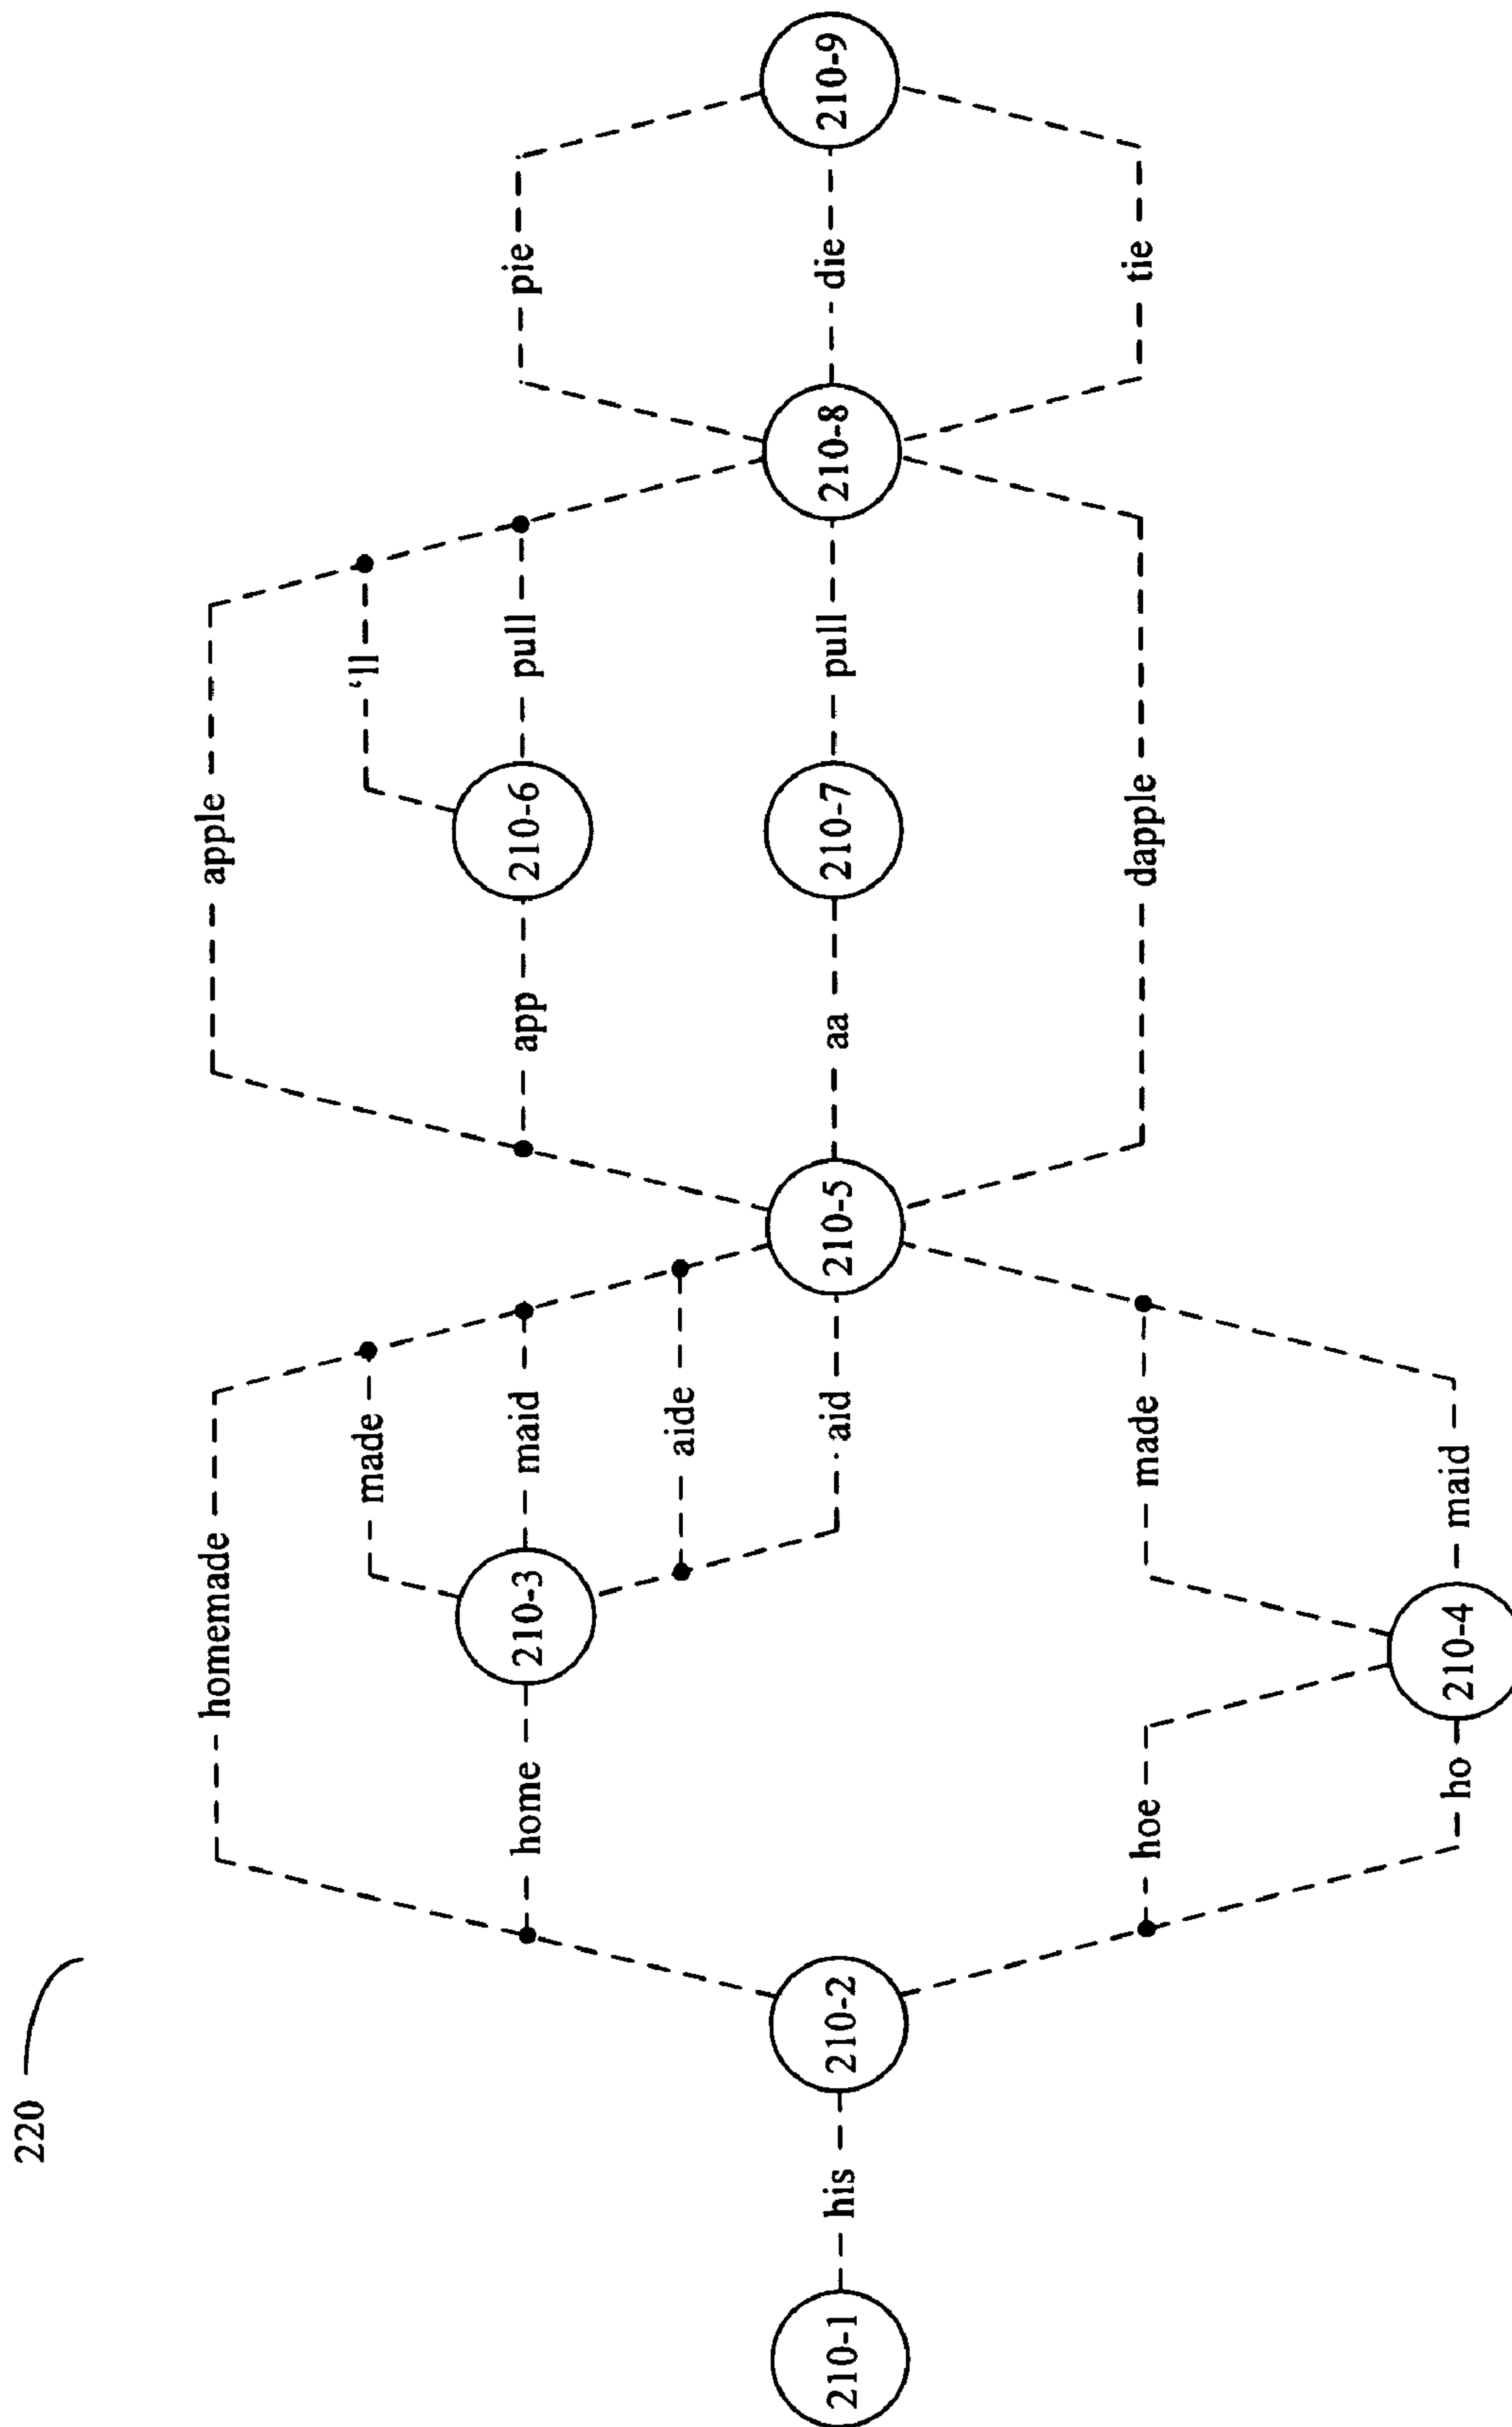 220
homemade
apple
made
'll
pie
210-3
home
maid
app
210-6
pull
aide
210-1
his
210-2
aid
210-5
aa
210-7
pull
210-8
die
210-9
hoe
made
dapple
tie
ho
210-4
maid